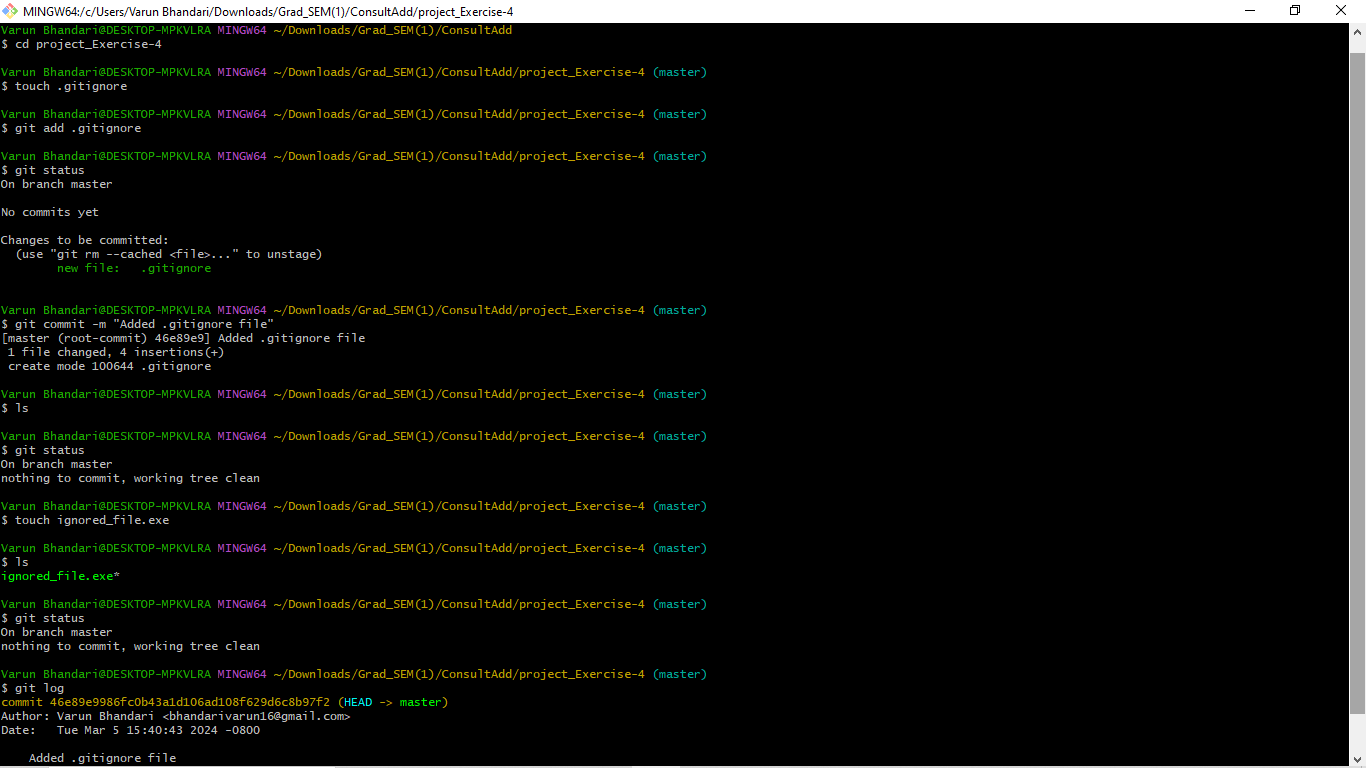 MINGW64:/c/Users/Varun Bhandari/Downloads/Grad_SEM(1)/ConsultAdd/project_Exercise-4
Varun Bhandari@DESKTOP-MPKVLRA MINGW64 ~/Downloads/Grad_SEM(1)/ConsultAdd
$ cd project_Exercise-4
Varun Bhandari@DESKTOP-MPKVLRA MINGW64 ~/Downloads/Grad_SEM(1)/ConsultAdd/project_Exercise-4 (master)
$ touch .gitignore
Varun Bhandari@DESKTOP-MPKVLRA MINGW64 ~/Downloads/Grad_SEM(1)/ConsultAdd/project_Exercise-4 (master)
$ git add .gitignore
Varun Bhandari@DESKTOP-MPKVLRA MINGW64 ~/Downloads/Grad_SEM(1)/ConsultAdd/project_Exercise-4 (master)
$ git status
On branch master
No commits yet
Changes to be committed:
  (use "git rm --cached <file>..." to unstage)
        new file:   .gitignore
Varun Bhandari@DESKTOP-MPKVLRA MINGW64 ~/Downloads/Grad_SEM(1)/ConsultAdd/project_Exercise-4 (master)
$ git commit -m "Added .gitignore file"
[master (root-commit) 46e89e9] Added .gitignore file
 1 file changed, 4 insertions(+)
 create mode 100644 .gitignore
Varun Bhandari@DESKTOP-MPKVLRA MINGW64 ~/Downloads/Grad_SEM(1)/ConsultAdd/project_Exercise-4 (master)
$ ls
Varun Bhandari@DESKTOP-MPKVLRA MINGW64 ~/Downloads/Grad_SEM(1)/ConsultAdd/project_Exercise-4 (master)
$ git status
On branch master
nothing to commit, working tree clean
Varun Bhandari@DESKTOP-MPKVLRA MINGW64 ~/Downloads/Grad_SEM(1)/ConsultAdd/project_Exercise-4 (master)
$ touch ignored_file.exe
Varun Bhandari@DESKTOP-MPKVLRA MINGW64 ~/Downloads/Grad_SEM(1)/ConsultAdd/project_Exercise-4 (master)
$ ls
ignored_file.exe*
Varun Bhandari@DESKTOP-MPKVLRA MINGW64 ~/Downloads/Grad_SEM(1)/ConsultAdd/project_Exercise-4 (master)
$ git status
On branch master
nothing to commit, working tree clean
Varun Bhandari@DESKTOP-MPKVLRA MINGW64 ~/Downloads/Grad_SEM(1)/ConsultAdd/project_Exercise-4 (master)
$ git log
commit 46e89e9986fc0b43a1d106ad108f629d6c8b97f2 (HEAD -> master)
Author: Varun Bhandari <bhandarivarun16@gmail.com>
Date:   Tue Mar 5 15:40:43 2024 -0800
    Added .gitignore file